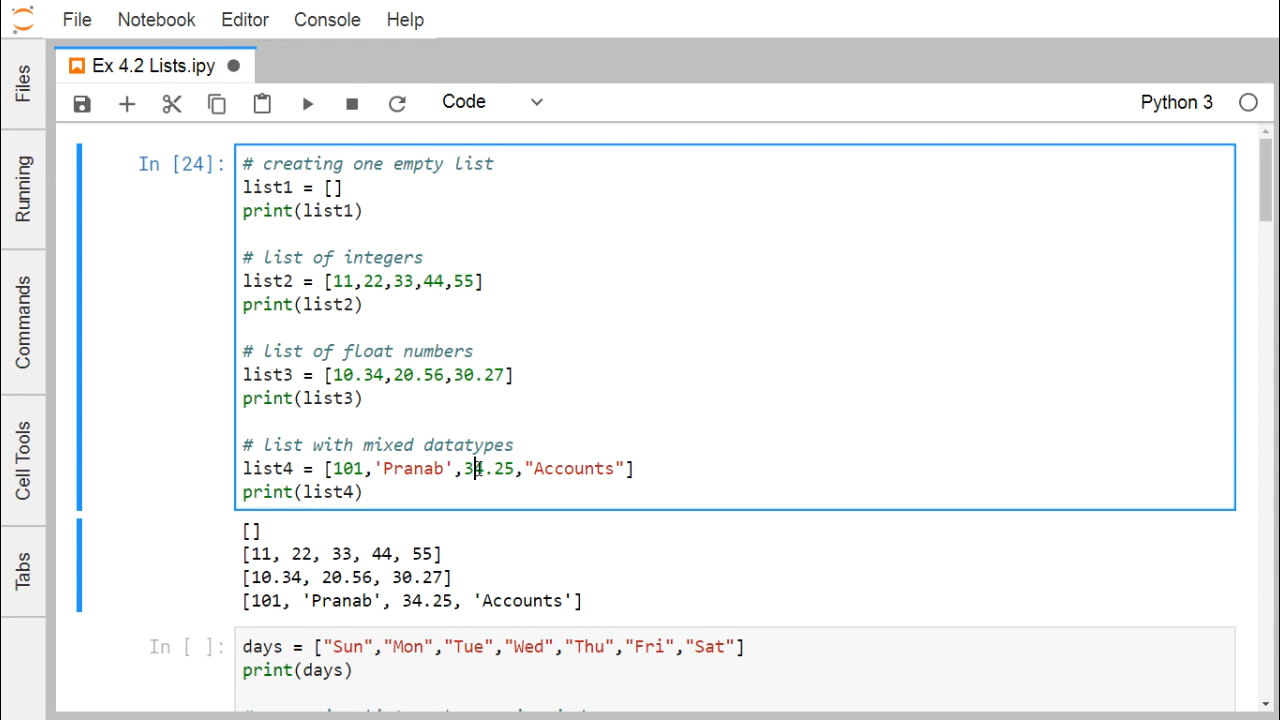 File Notebook Editor Console Help
Ex 4.2 Lists.ipy
Code
Python 3
Files
Running
Commands
Cell Tools
Tabs
In [24]:
# creating one empty list
list1 = []
print(list1)
# list of integers
list2 = [11,22,33,44,55]
print(list2)
# list of float numbers
list3 = [10.34,20.56,30.27]
print(list3)
# list with mixed datatypes
list4 = [101,'Pranab',34.25,"Accounts"]
print(list4)
[]
[11, 22, 33, 44, 55]
[10.34, 20.56, 30.27]
[101, 'Pranab', 34.25, 'Accounts']
In [ ]:
days = ["Sun","Mon","Tue","Wed","Thu","Fri","Sat"]
print(days)